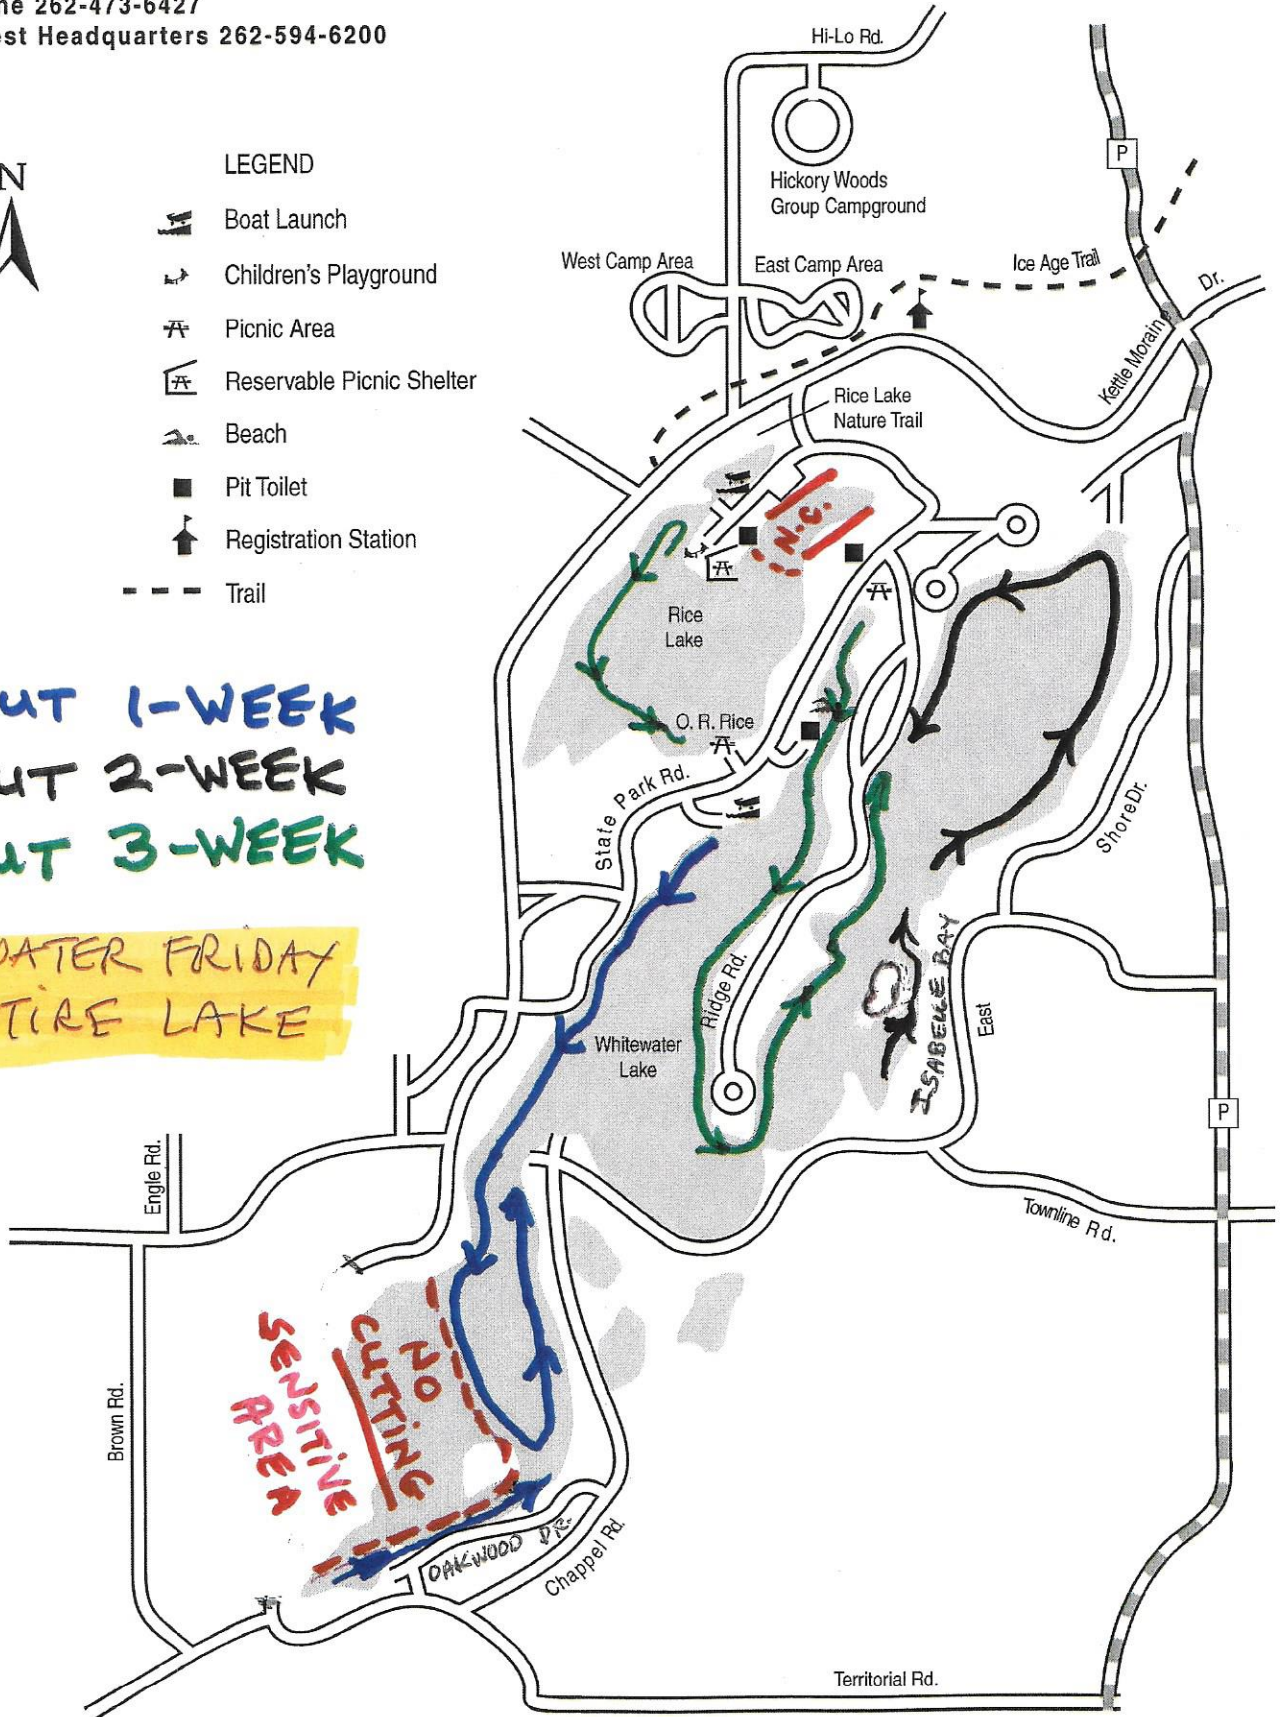 ne 262-473-6427
est Headquarters 262-594-6200
N
LEGEND
Boat Launch
Children's Playground
Picnic Area
Reservable Picnic Shelter
Beach
Pit Toilet
Registration Station
Trail
UT 1-WEEK
UT 2-WEEK
UT 3-WEEK
DATER FRIDAY
TIRE LAKE
Hi-Lo Rd.
P
Hickory Woods
Group Campground
West Camp Area
East Camp Area
Ice Age Trail
Kettle Moraine
Dr.
Rice Lake
Nature Trail
N.C.
Rice
Lake
O. R. Rice
State Park Rd.
Shore Dr.
Ridge Rd.
ISABELLE BAY
East
Whitewater
Lake
P
Engle Rd.
Townline Rd.
NO
CUTTING
SENSITIVE
AREA
Brown Rd.
OAKWOOD DR.
Chappel Rd.
Territorial Rd.